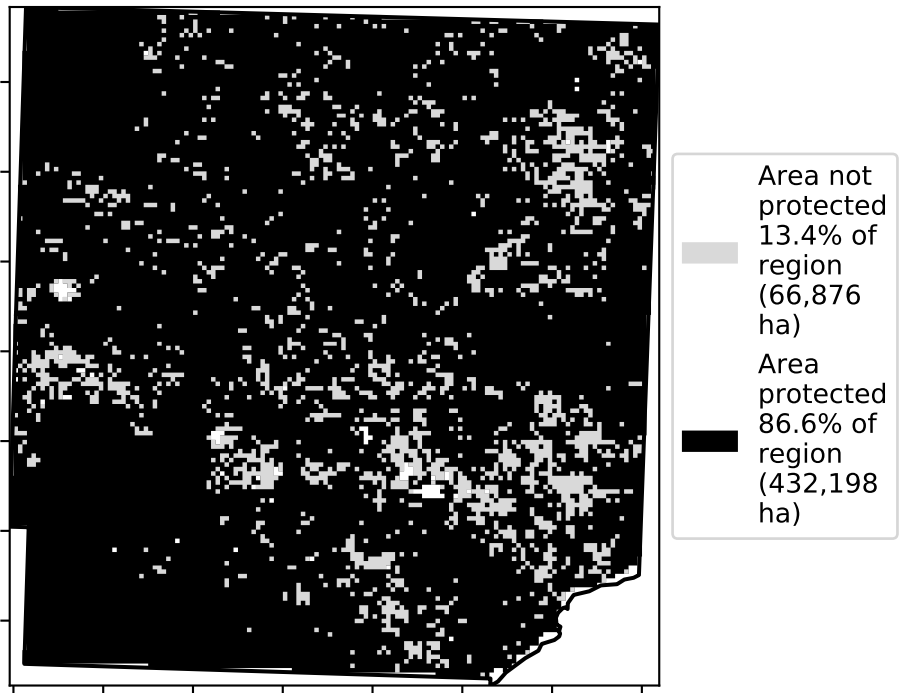 Area not
protected
13.4% of
region
(66,876
ha)
Area
protected
86.6% of
region
(432,198
ha)